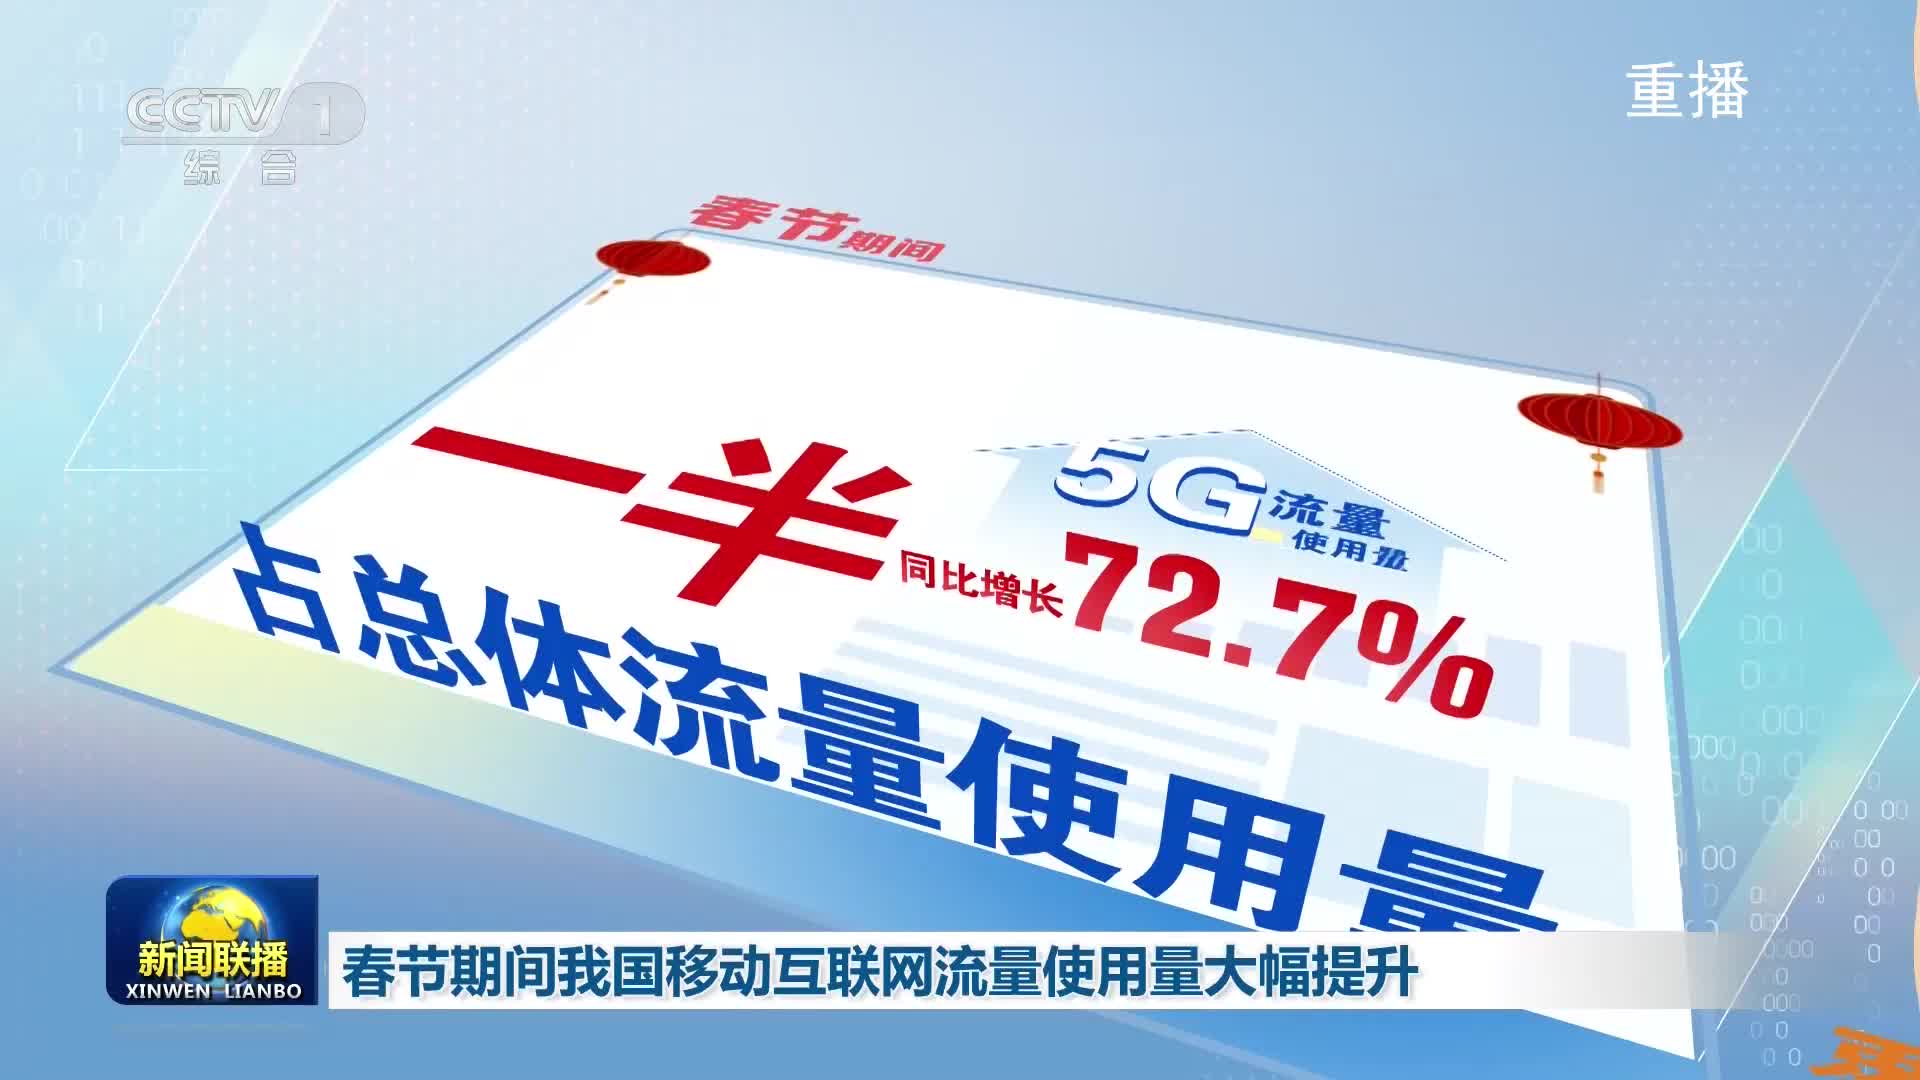 CCTV 1
综合
重播
春节期间
5G流量
使用量
同比增长72.7%
一半
占总体流量使用量
新闻联播
XINWEN LIANBO
春节期间我国移动互联网流量使用量大幅提升